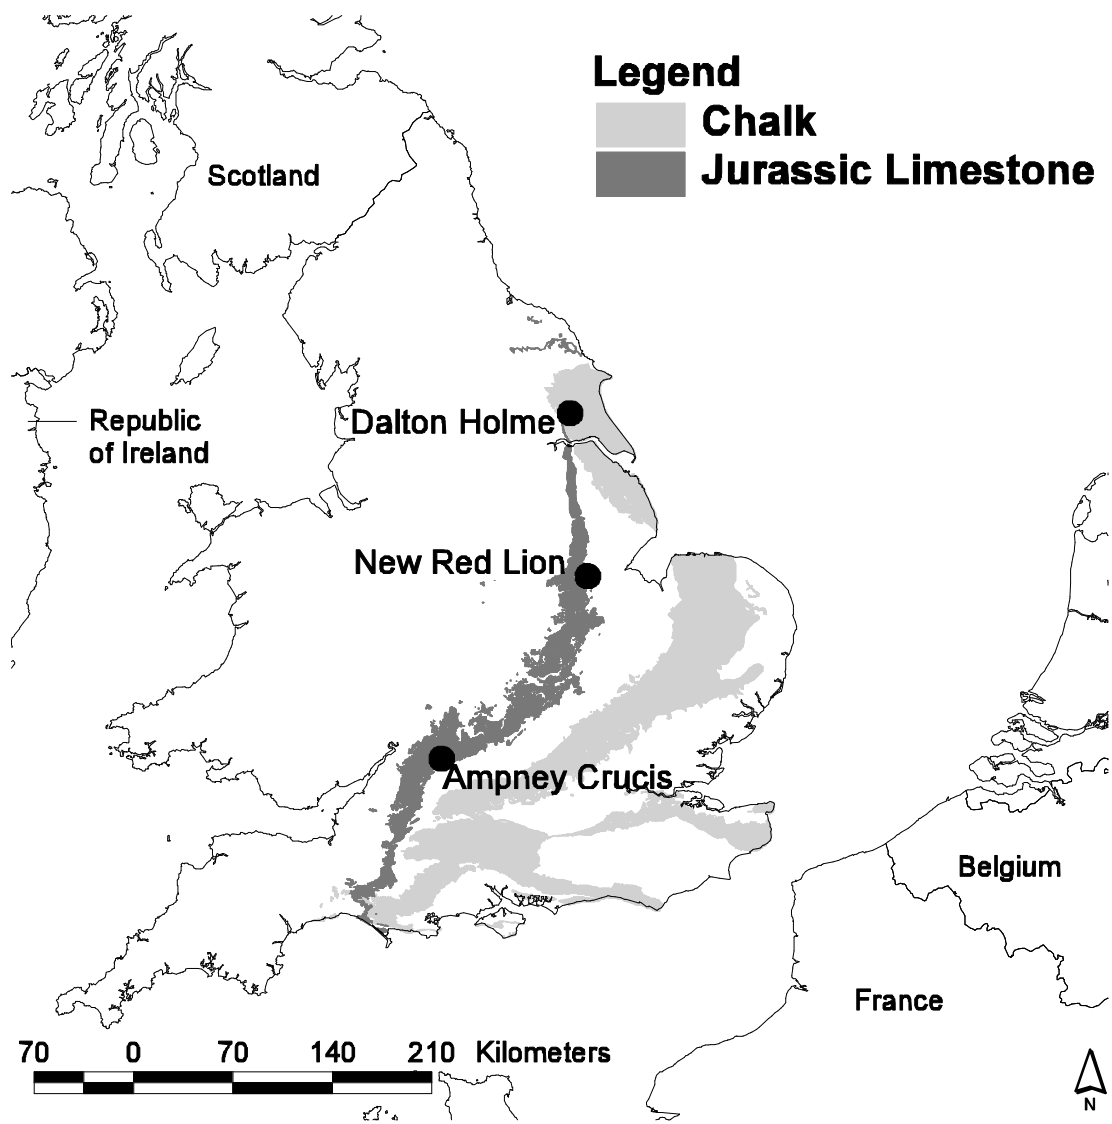 Legend
Chalk
Jurassic Limestone
Scotland
Republic
of Ireland
Dalton Holme
New Red Lion
Ampney Crucis
Belgium
France
70 0 70 140 210 Kilometers
N